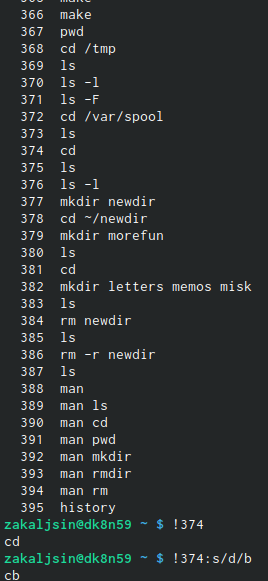 366 make
367 pwd
368 cd /tmp
369 ls
370 ls -l
371 ls -F
372 cd /var/spool
373 ls
374 cd
375 ls
376 ls -l
377 mkdir newdir
378 cd ~/newdir
379 mkdir morefun
380 ls
381 cd
382 mkdir letters memos misk
383 ls
384 rm newdir
385 ls
386 rm -r newdir
387 ls
388 man
389 man ls
390 man cd
391 man pwd
392 man mkdir
393 man rmdir
394 man rm
395 history
zakaljsin@dk8n59 ~ $ !374
cd
zakaljsin@dk8n59 ~ $ !374:s/d/b
cb